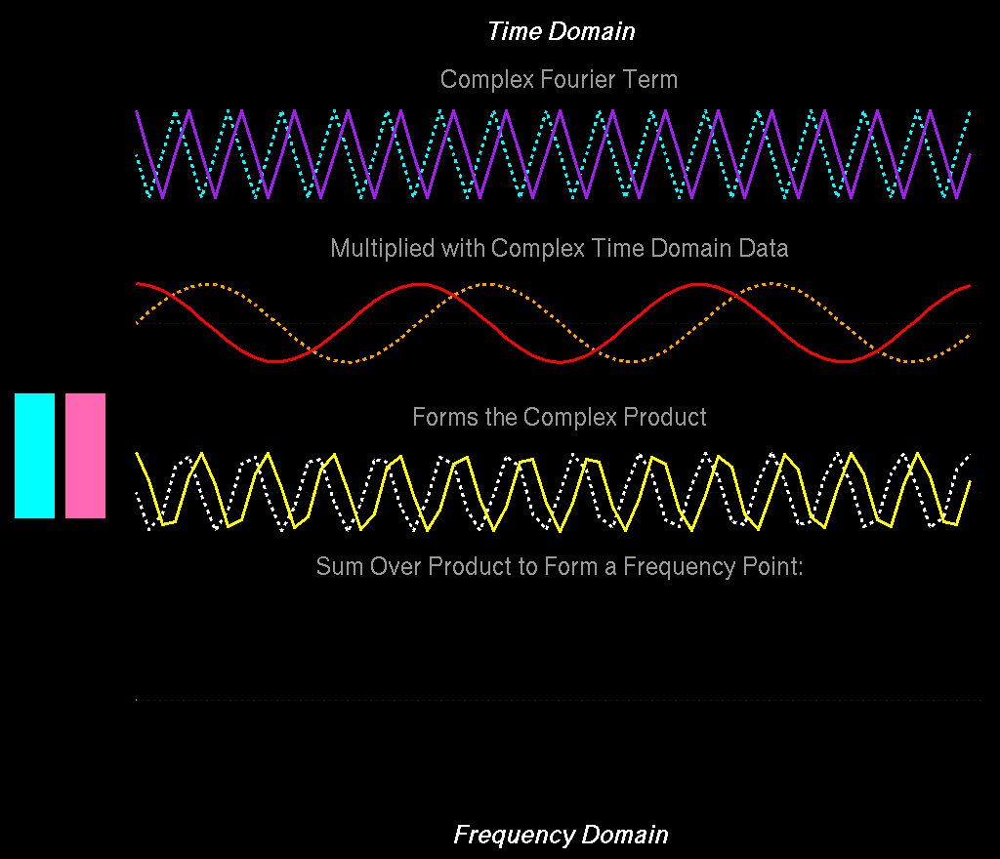 Time Domain
Complex Fourier Term
Multiplied with Complex Time Domain Data
Forms the Complex Product
Sum Over Product to Form a Frequency Point:
Frequency Domain